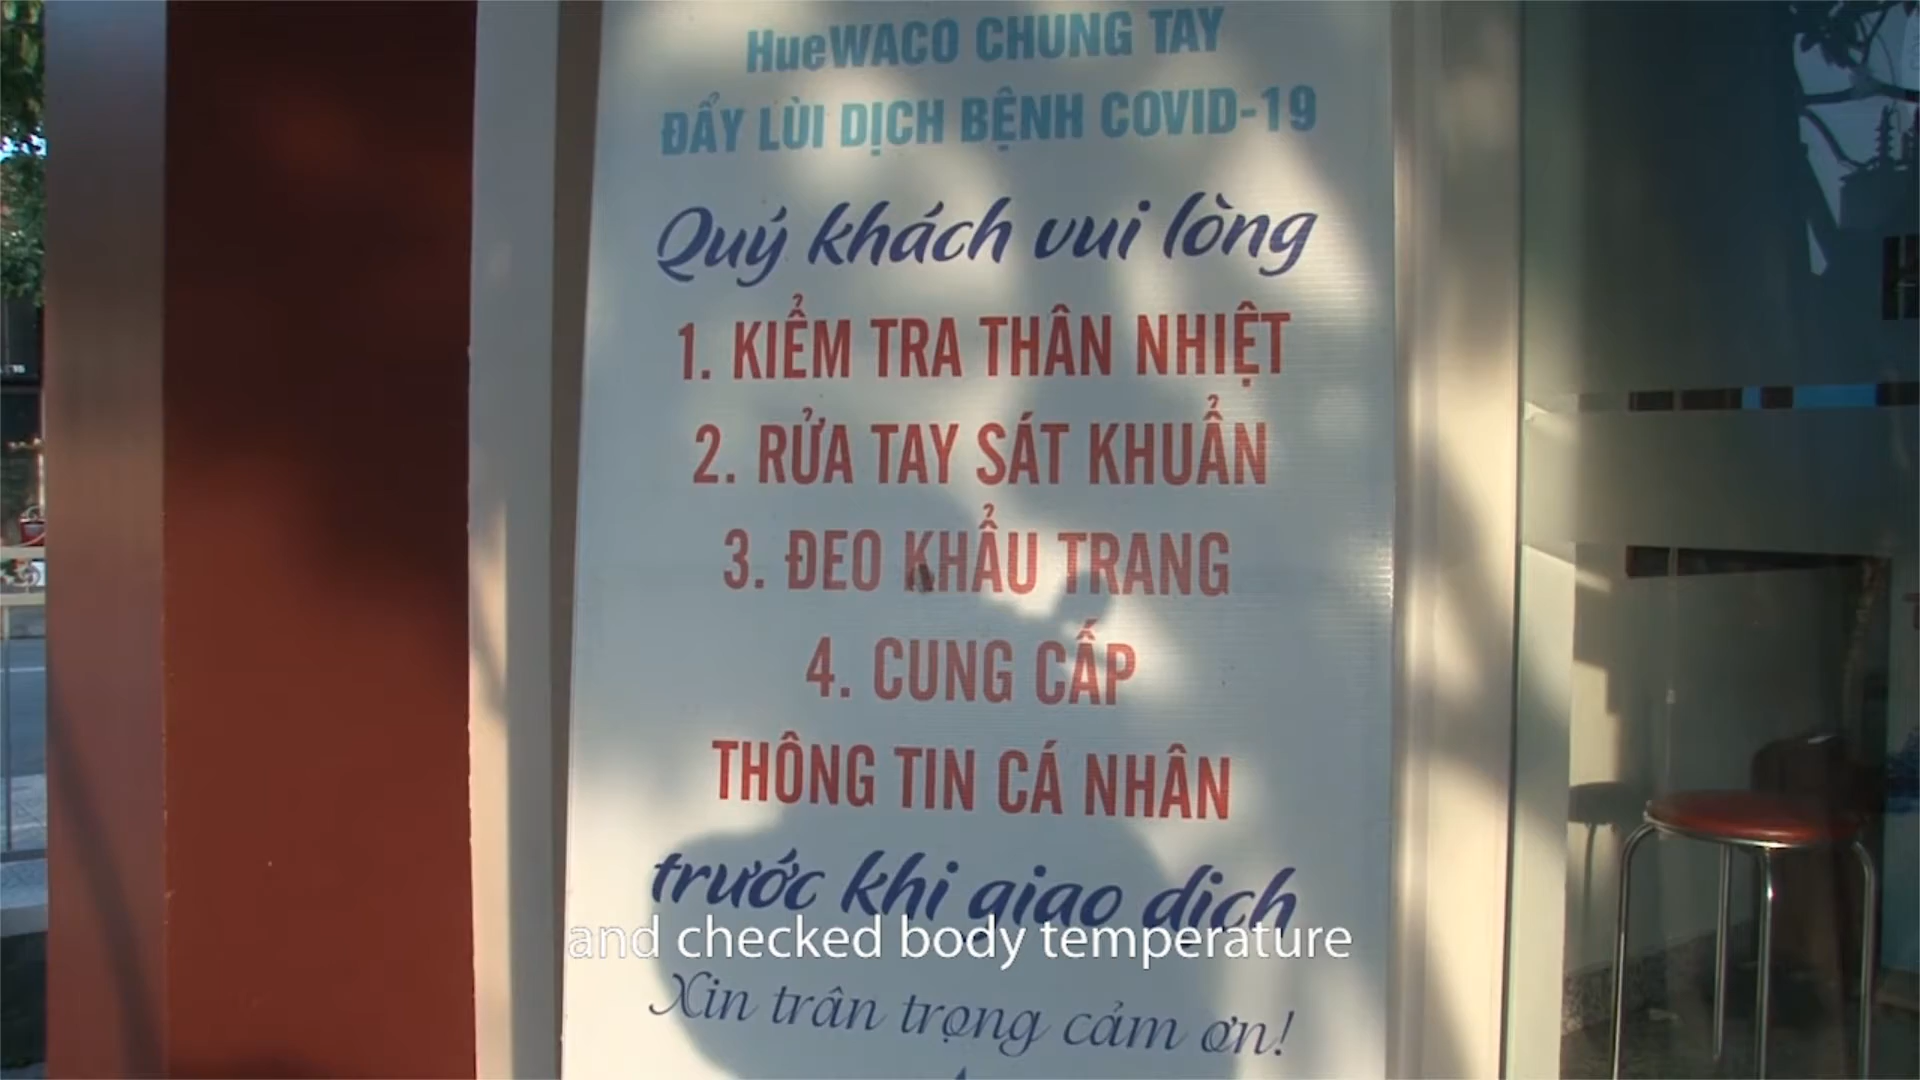 HueWACO CHUNG TAY
ĐẨY LÙI DỊCH BỆNH COVID-19
Quý khách vui lòng
1. KIỂM TRA THÂN NHIỆT
2. RỬA TAY SÁT KHUẨN
3. ĐEO KHẨU TRANG
4. CUNG CẤP
THÔNG TIN CÁ NHÂN
trước khi giao dịch
and checked body temperature
Xin trân trọng cảm ơn!